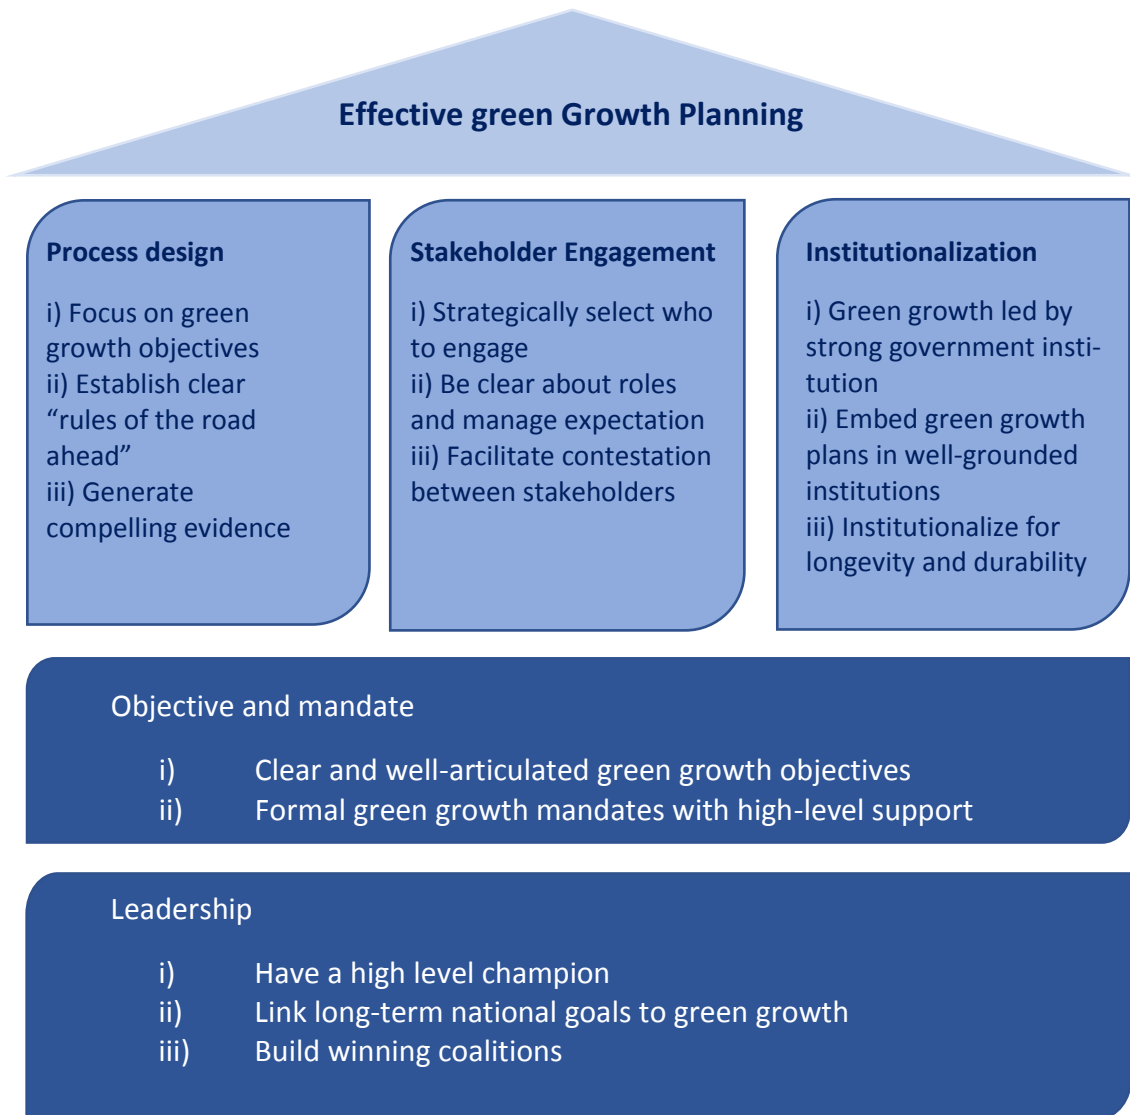 Effective green Growth Planning
Process design
i) Focus on green
growth objectives
ii) Establish clear
“rules of the road
ahead”
iii) Generate
compelling evidence
Stakeholder Engagement
i) Strategically select who
to engage
ii) Be clear about roles
and manage expectation
iii) Facilitate contestation
between stakeholders
Institutionalization
i) Green growth led by
strong government insti-
tution
ii) Embed green growth
plans in well-grounded
institutions
iii) Institutionalize for
longevity and durability
Objective and mandate
i) Clear and well-articulated green growth objectives
ii) Formal green growth mandates with high-level support
Leadership
i) Have a high level champion
ii) Link long-term national goals to green growth
iii) Build winning coalitions